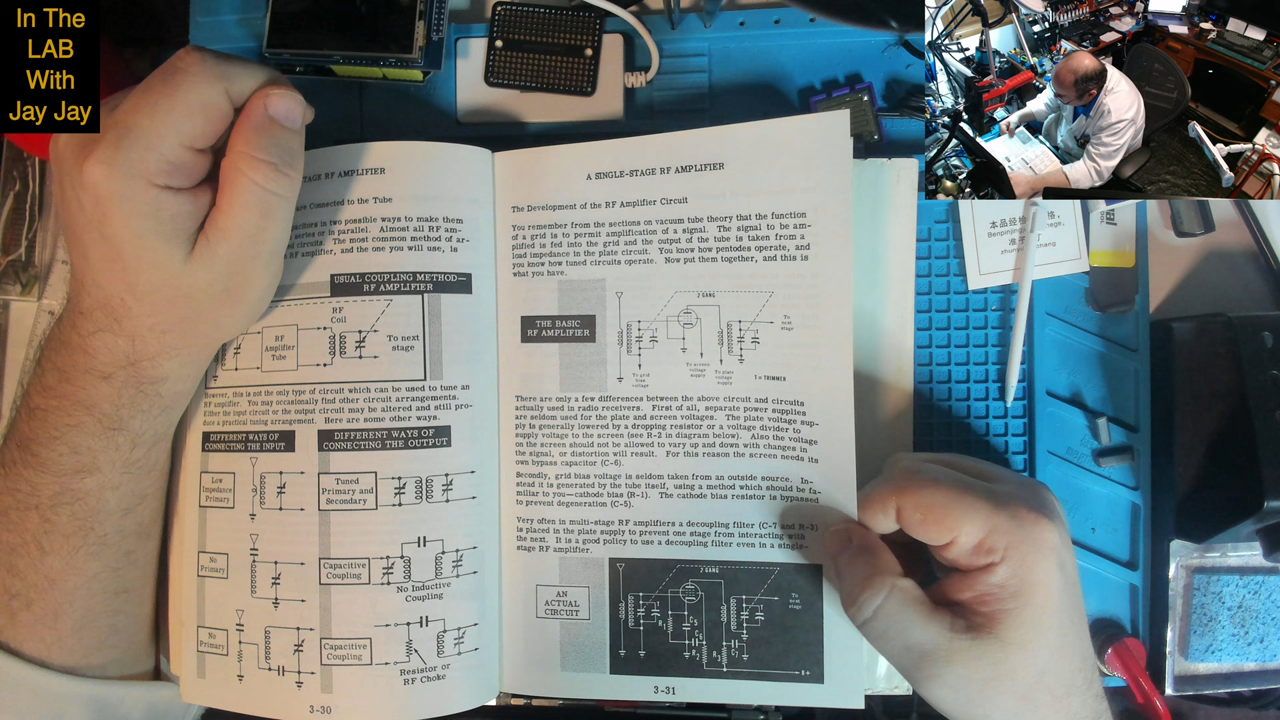 In The
LAB
With
Jay Jay
TAGE RF AMPLIFIER
are Connected to the Tube
acitors in two possible ways to make them
series or in parallel). Almost all RF am-
ed circuits. The most common method of ar-
RF amplifier, and the one you will use, is
USUAL COUPLING METHOD—
RF AMPLIFIER
RF
Amplifier
Tube
RF
Coil
To next
stage
However, this is not the only type of circuit which can be used to tune an
RF amplifier. You may occasionally find other circuit arrangements.
Either the input circuit or the output circuit may be altered and still pro-
duce a practical tuning arrangement. Here are some other ways.
DIFFERENT WAYS OF
CONNECTING THE INPUT
DIFFERENT WAYS OF
CONNECTING THE OUTPUT
Low
Impedance
Primary
Tuned
Primary and
Secondary
No
Primary
Capacitive
Coupling
No Inductive
Coupling
No
Primary
Capacitive
Coupling
Resistor or
RF Choke
3-30
A SINGLE-STAGE RF AMPLIFIER
The Development of the RF Amplifier Circuit
You remember from the sections on vacuum tube theory that the function
of a grid is to permit amplification of a signal. The signal to be am-
plified is fed into the grid and the output of the tube is taken from a
load impedance in the plate circuit. You know how pentodes operate, and
you know how tuned circuits operate. Now put them together, and this is
what you have.
THE BASIC
RF AMPLIFIER
2 GANG
T
T
To
next
stage
To grid
bias
voltage
To screen
voltage
supply
To plate
voltage
supply
T = TRIMMER
There are only a few differences between the above circuit and circuits
actually used in radio receivers. First of all, separate power supplies
are seldom used for the plate and screen voltages. The plate voltage sup-
ply is generally lowered by a dropping resistor or a voltage divider to
supply voltage to the screen (see R-2 in diagram below). Also the voltage
on the screen should not be allowed to vary up and down with changes in
the signal, or distortion will result. For this reason the screen needs its
own bypass capacitor (C-6).
Secondly, grid bias voltage is seldom taken from an outside source. In-
stead it is generated by the tube itself, using a method which should be fa-
miliar to you—cathode bias (R-1). The cathode bias resistor is bypassed
to prevent degeneration (C-5).
Very often in multi-stage RF amplifiers a decoupling filter (C-7 and R-3)
is placed in the plate supply to prevent one stage from interacting with
the next. It is a good policy to use a decoupling filter even in a single-
stage RF amplifier.
AN
ACTUAL
CIRCUIT
2 GANG
To
next
stage
C5
C6
R2
R3
C7
B+
3-31
本品经检
格,